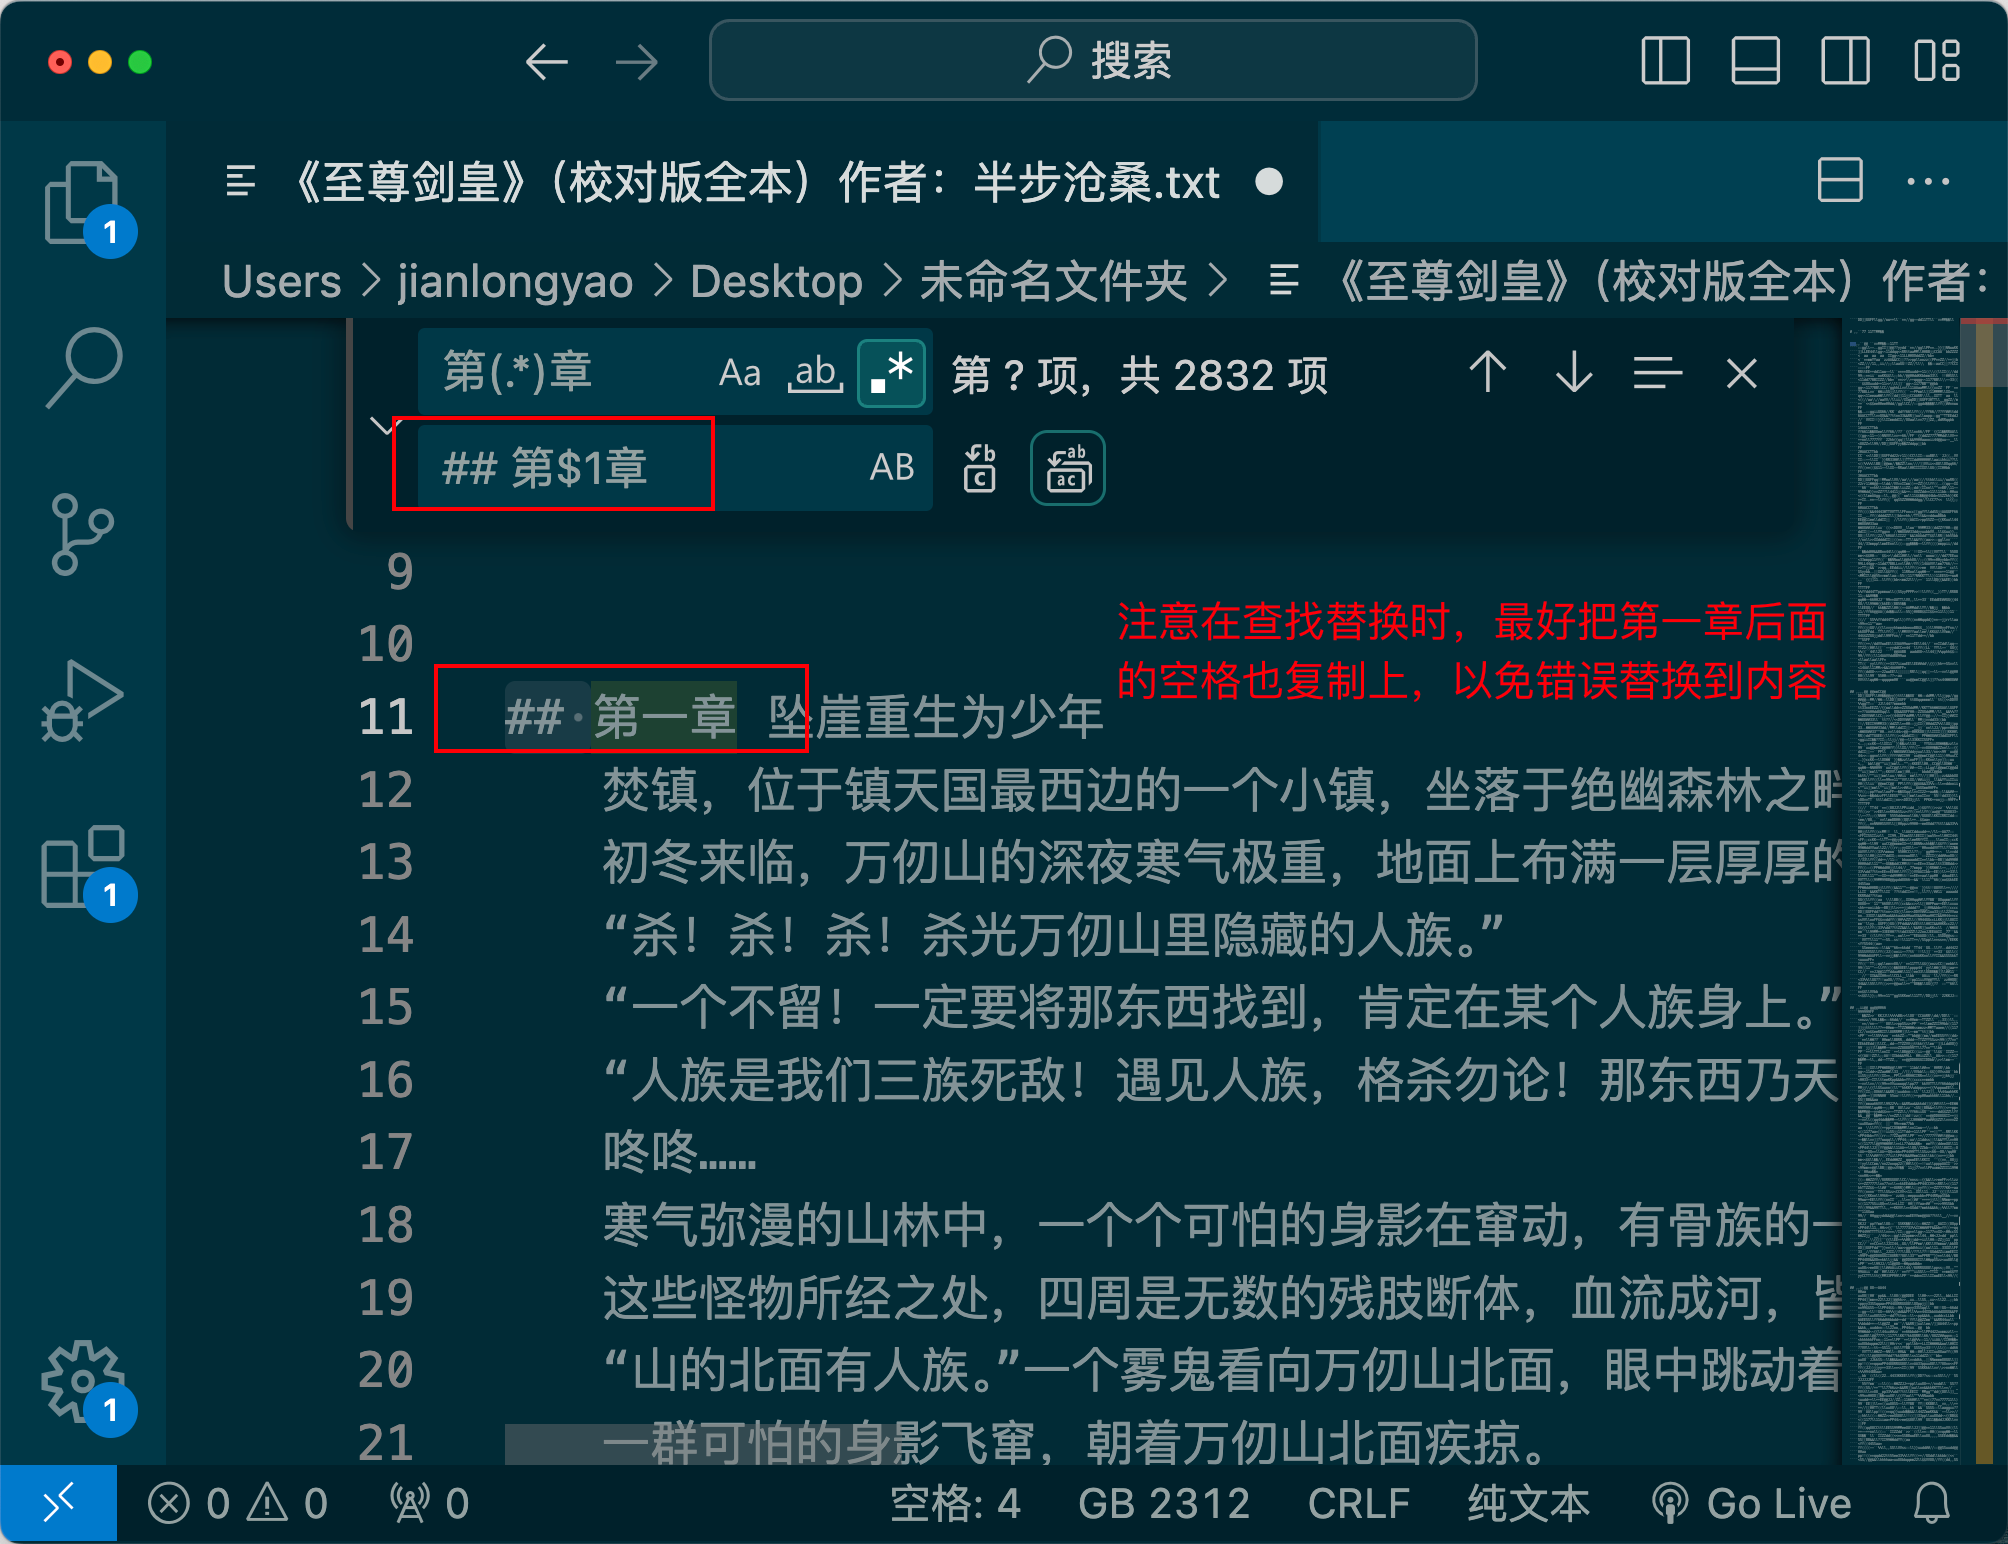 搜索
《至尊剑皇》（校对版全本）作者：半步沧桑.txt
Users > jianlongyao > Desktop > 未命名文件夹 > 《至尊剑皇》（校对版全本）作者：
第(.*)章 Aa ab .* 第 ? 项，共 2832 项
## 第$1章 AB
9
10
注意在查找替换时，最好把第一章后面
的空格也复制上，以免错误替换到内容
11 ## 第一章 坠崖重生为少年
12 焚镇，位于镇天国最西边的一个小镇，坐落于绝幽森林之畔
13 初冬来临，万仞山的深夜寒气极重，地面上布满一层厚厚的
14 “杀！杀！杀！杀光万仞山里隐藏的人族。”
15 “一个不留！一定要将那东西找到，肯定在某个人族身上。”
16 “人族是我们三族死敌！遇见人族，格杀勿论！那东西乃天
17 咚咚……
18 寒气弥漫的山林中，一个个可怕的身影在窜动，有骨族的一
19 这些怪物所经之处，四周是无数的残肢断体，血流成河，皆
20 “山的北面有人族。”一个雾鬼看向万仞山北面，眼中跳动着
21 一群可怕的身影飞窜，朝着万仞山北面疾掠。
1
1
1
0 0 0 空格: 4 GB 2312 CRLF 纯文本 Go Live